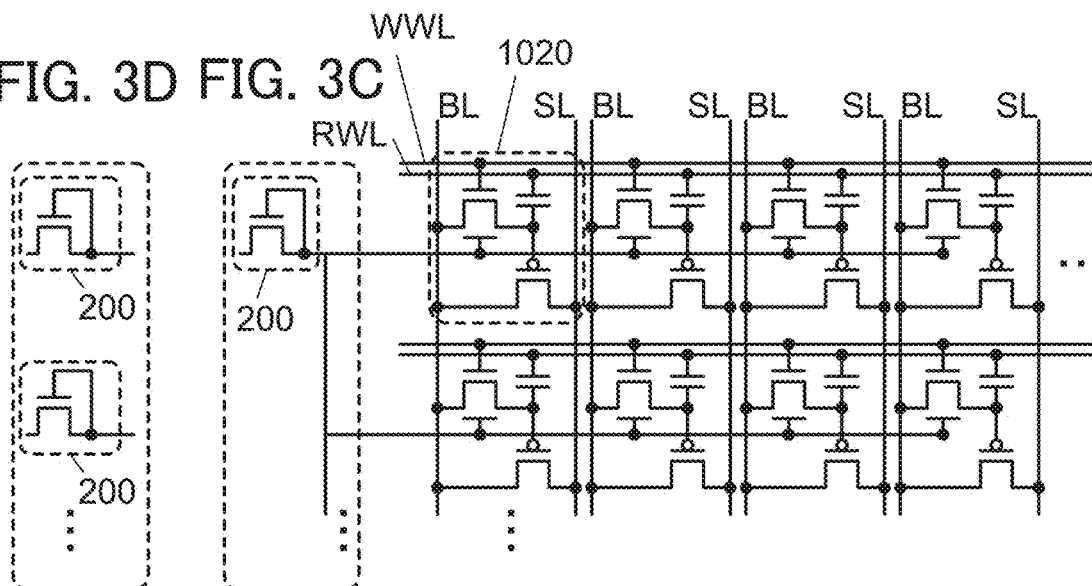 WWL
1020
FIG. 3D FIG. 3C
BL SL BL SL BL SL BL SL
RWL
200
200
200